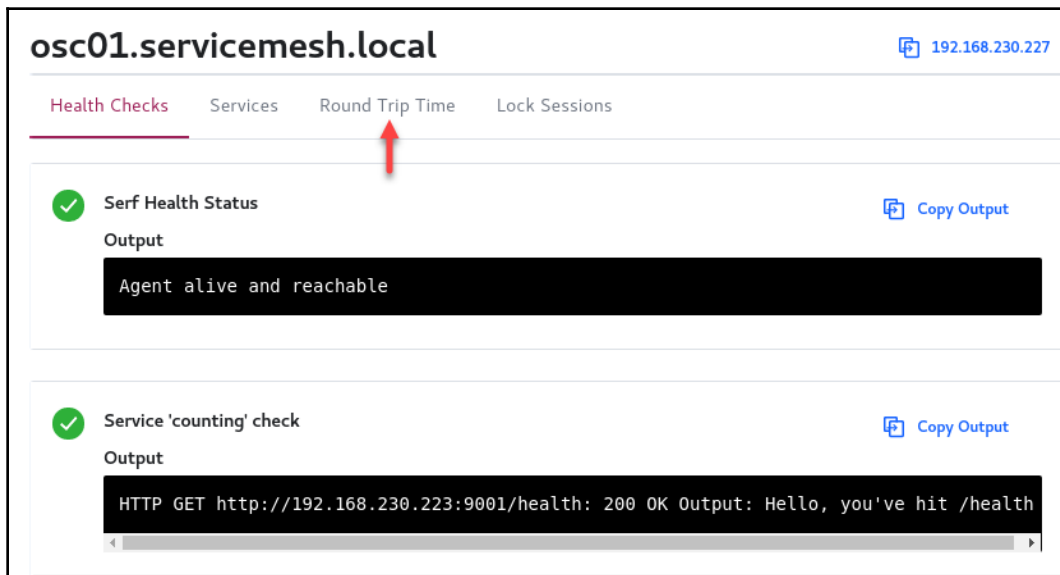 osc01.servicemesh.local
192.168.230.227
Health Checks Services Round Trip Time Lock Sessions
Serf Health Status
Copy Output
Output
Agent alive and reachable
Service 'counting' check
Copy Output
Output
HTTP GET http://192.168.230.223:9001/health: 200 OK Output: Hello, you've hit /health